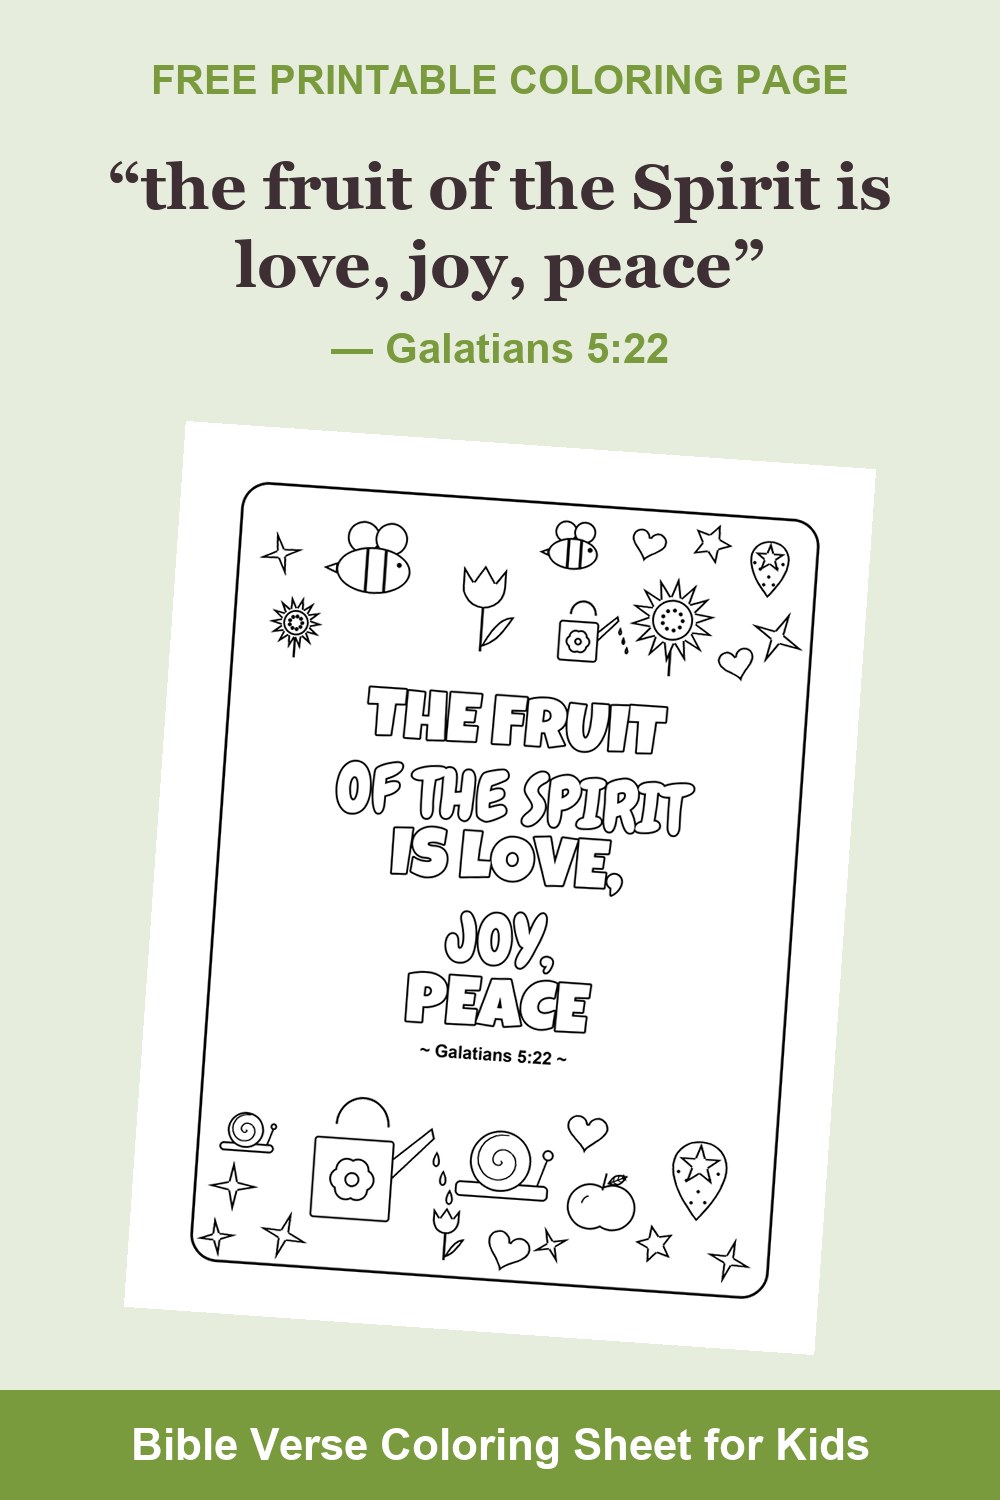 FREE PRINTABLE COLORING PAGE
“the fruit of the Spirit is
love, joy, peace”
— Galatians 5:22
THE FRUIT
OF THE SPIRIT
IS LOVE,
JOY,
PEACE
~ Galatians 5:22 ~
Bible Verse Coloring Sheet for Kids